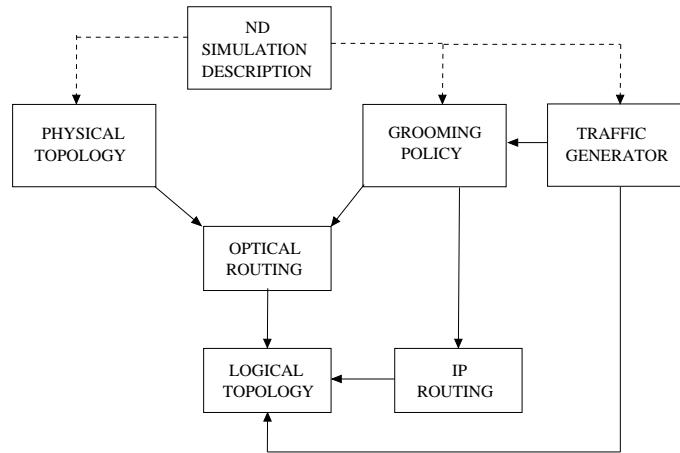 ND
SIMULATION
DESCRIPTION
PHYSICAL
TOPOLOGY
GROOMING
POLICY
TRAFFIC
GENERATOR
OPTICAL
ROUTING
LOGICAL
TOPOLOGY
IP
ROUTING